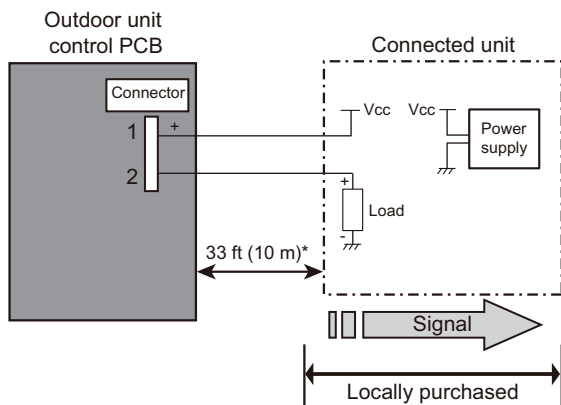 Outdoor unit
control PCB
Connected unit
Connector
1
+
Vcc
Vcc
Power
supply
2
+
Load
-
33 ft (10 m)*
Signal
Locally purchased